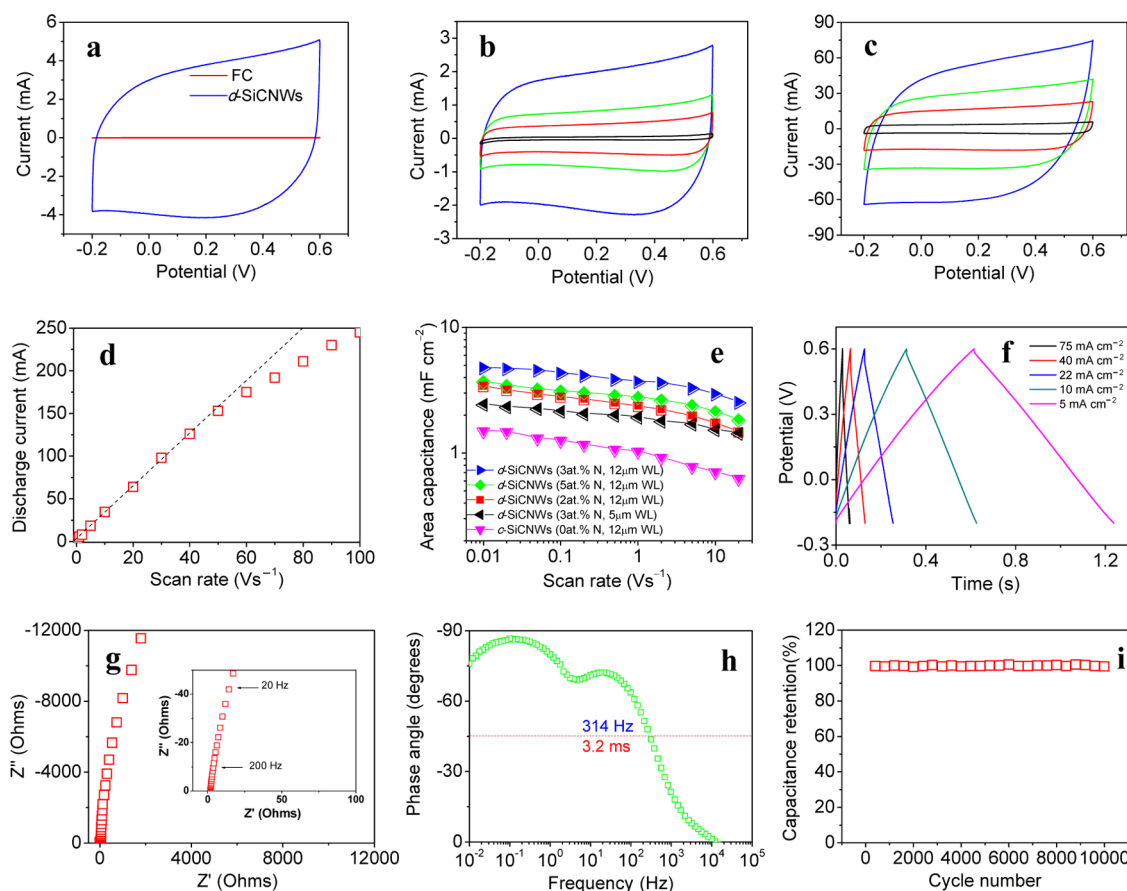 a
FC
d-SiCNWs
Current (mA)
6
4
2
0
-2
-4
-0.2 0.0 0.2 0.4 0.6
Potential (V)
b
Current (mA)
3
2
1
0
-1
-2
-3
-0.2 0.0 0.2 0.4 0.6
Potential (V)
c
Current (mA)
90
60
30
0
-30
-60
-90
-0.2 0.0 0.2 0.4 0.6
Potential (V)
d
Discharge current (mA)
250
200
150
100
50
0
0 20 40 60 80 100
Scan rate (Vs⁻¹)
e
Area capacitance (mF cm⁻²)
10
1
d-SiCNWs (3at.% N, 12μm WL)
d-SiCNWs (5at.% N, 12μm WL)
d-SiCNWs (2at.% N, 12μm WL)
d-SiCNWs (3at.% N, 5μm WL)
d-SiCNWs (0at.% N, 12μm WL)
0.01 0.1 1 10
Scan rate (Vs⁻¹)
f
75 mA cm⁻²
40 mA cm⁻²
22 mA cm⁻²
10 mA cm⁻²
5 mA cm⁻²
Potential (V)
0.6
0.3
0.0
-0.3
0.0 0.4 0.8 1.2
Time (s)
g
Z'' (Ohms)
-12000
-8000
-4000
0
0 4000 8000 12000
Z' (Ohms)
Z'' (Ohms)
-40
-20
0
20 Hz
200 Hz
0 50 100
Z' (Ohms)
h
Phase angle (degrees)
-90
-60
-30
0
314 Hz
3.2 ms
10⁻² 10⁻¹ 10⁰ 10¹ 10² 10³ 10⁴ 10⁵
Frequency (Hz)
i
Capacitance retention(%)
120
100
80
60
40
20
0
0 2000 4000 6000 8000 10000
Cycle number